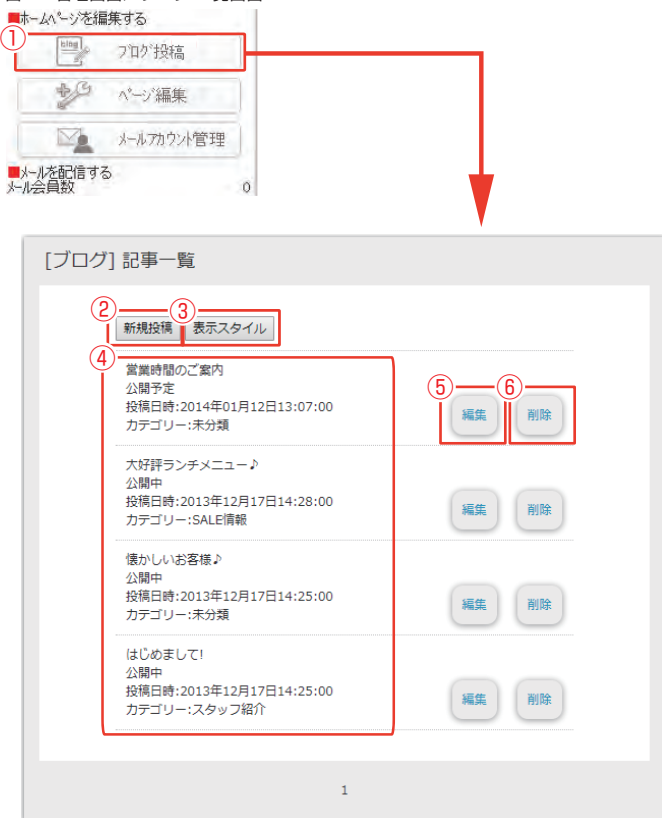 ■ホームページを編集する
①
blog
ブログ投稿
ページ編集
メールアカウント管理
■メールを配信する
メール会員数 0
[ブログ] 記事一覧
② ③
新規投稿 表示スタイル
④
営業時間のご案内
公開予定
投稿日時:2014年01月12日13:07:00
カテゴリー:未分類
⑤ ⑥
編集 削除
大好評ランチメニュー♪
公開中
投稿日時:2013年12月17日14:28:00
カテゴリー:SALE情報
編集 削除
懐かしいお客様♪
公開中
投稿日時:2013年12月17日14:25:00
カテゴリー:未分類
編集 削除
はじめまして!
公開中
投稿日時:2013年12月17日14:25:00
カテゴリー:スタッフ紹介
編集 削除
1